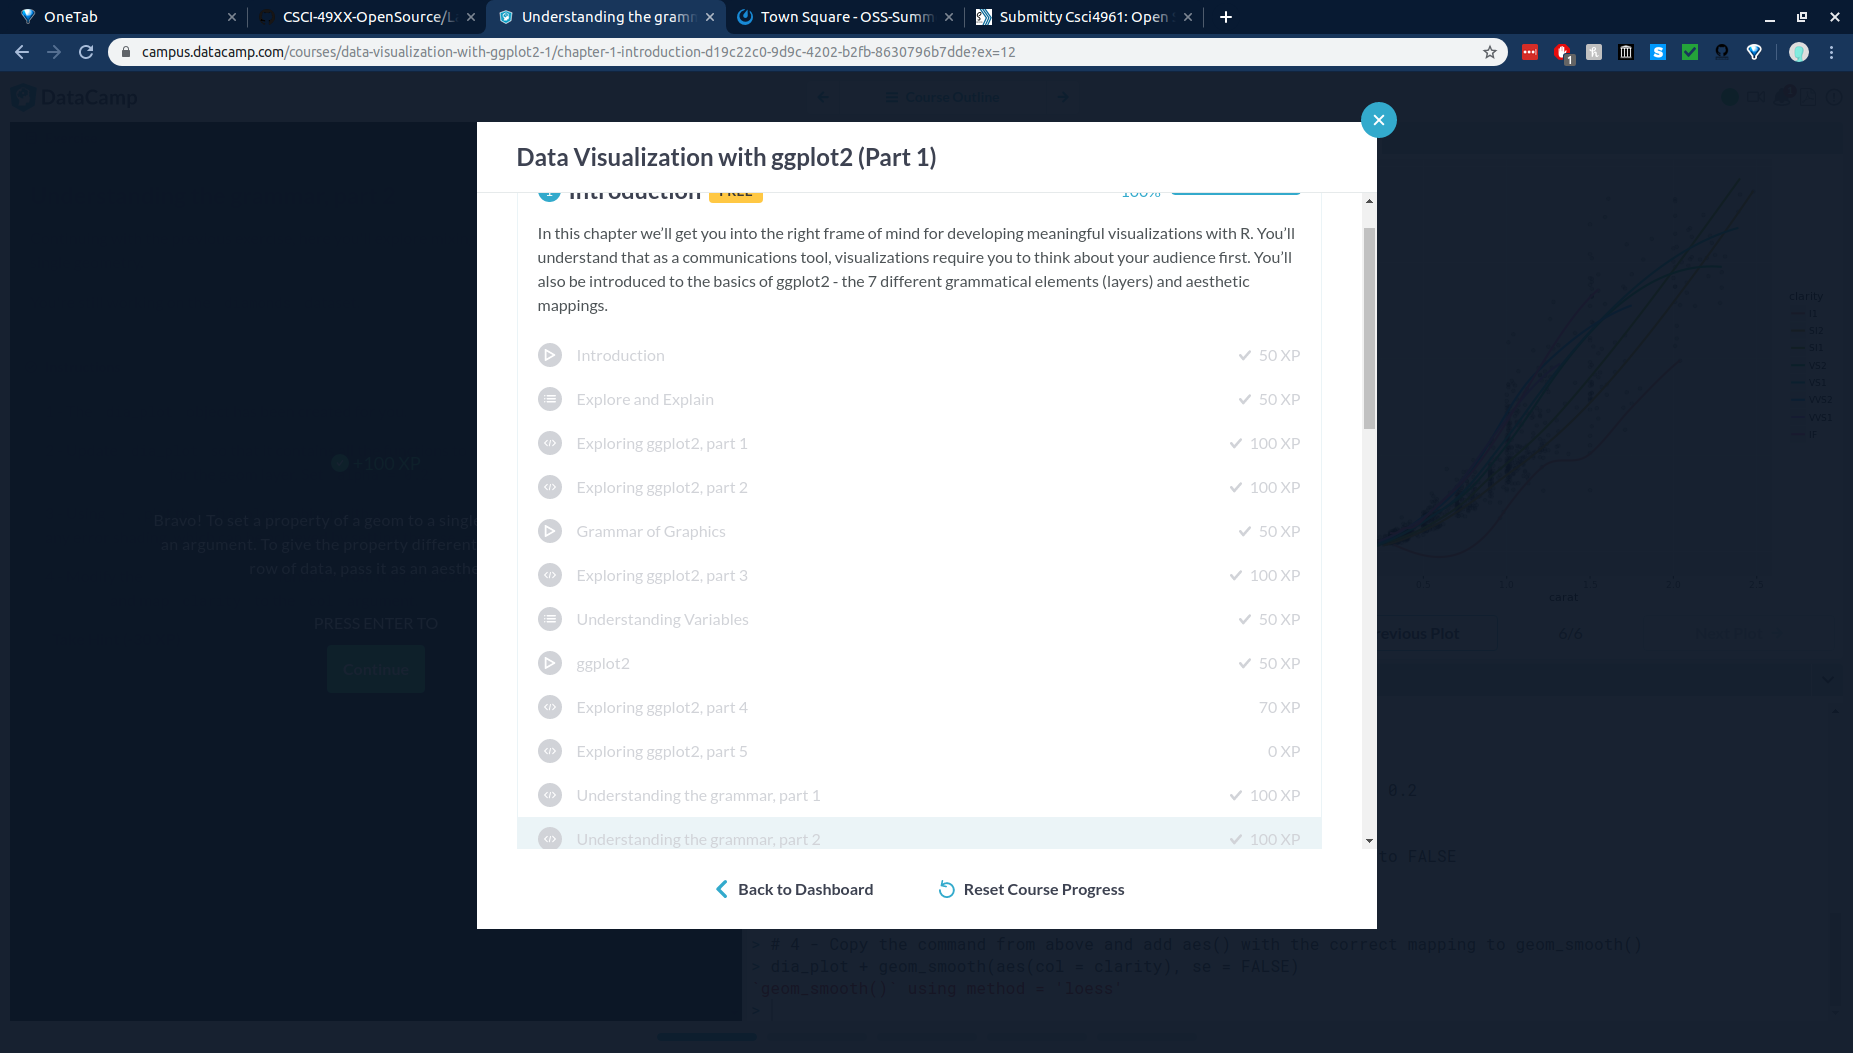 OneTab
CSCI-49XX-OpenSource/L
Understanding the gram
Town Square - OSS-Summ
Submitty Csci4961: Open
campus.datacamp.com/courses/data-visualization-with-ggplot2-1/chapter-1-introduction-d19c22c0-9d9c-4202-b2fb-8630796b7dde?ex=12
1
DataCamp
Course Outline
Data Visualization with ggplot2 (Part 1)
1 Introduction FREE 100%
In this chapter we’ll get you into the right frame of mind for developing meaningful visualizations with R. You’ll
understand that as a communications tool, visualizations require you to think about your audience first. You’ll
also be introduced to the basics of ggplot2 - the 7 different grammatical elements (layers) and aesthetic
mappings.
Introduction 50 XP
Explore and Explain 50 XP
Exploring ggplot2, part 1 100 XP
Exploring ggplot2, part 2 100 XP
Grammar of Graphics 50 XP
Exploring ggplot2, part 3 100 XP
Understanding Variables 50 XP
ggplot2 50 XP
Exploring ggplot2, part 4 70 XP
Exploring ggplot2, part 5 0 XP
Understanding the grammar, part 1 100 XP
Understanding the grammar, part 2 100 XP
Back to Dashboard
Reset Course Progress
+100 XP
Bravo! To set a property of a geom to a singl
an argument. To give the property different
row of data, pass it as an aesthe
PRESS ENTER TO
Continue
clarity
I1
SI2
SI1
VS2
VS1
VVS2
VVS1
IF
carat
revious Plot
6/6
Next Plot
0.2
to FALSE
> # 4 - Copy the command from above and add aes() with the correct mapping to geom_smooth()
> dia_plot + geom_smooth(aes(col = clarity), se = FALSE)
`geom_smooth()` using method = 'loess'
>